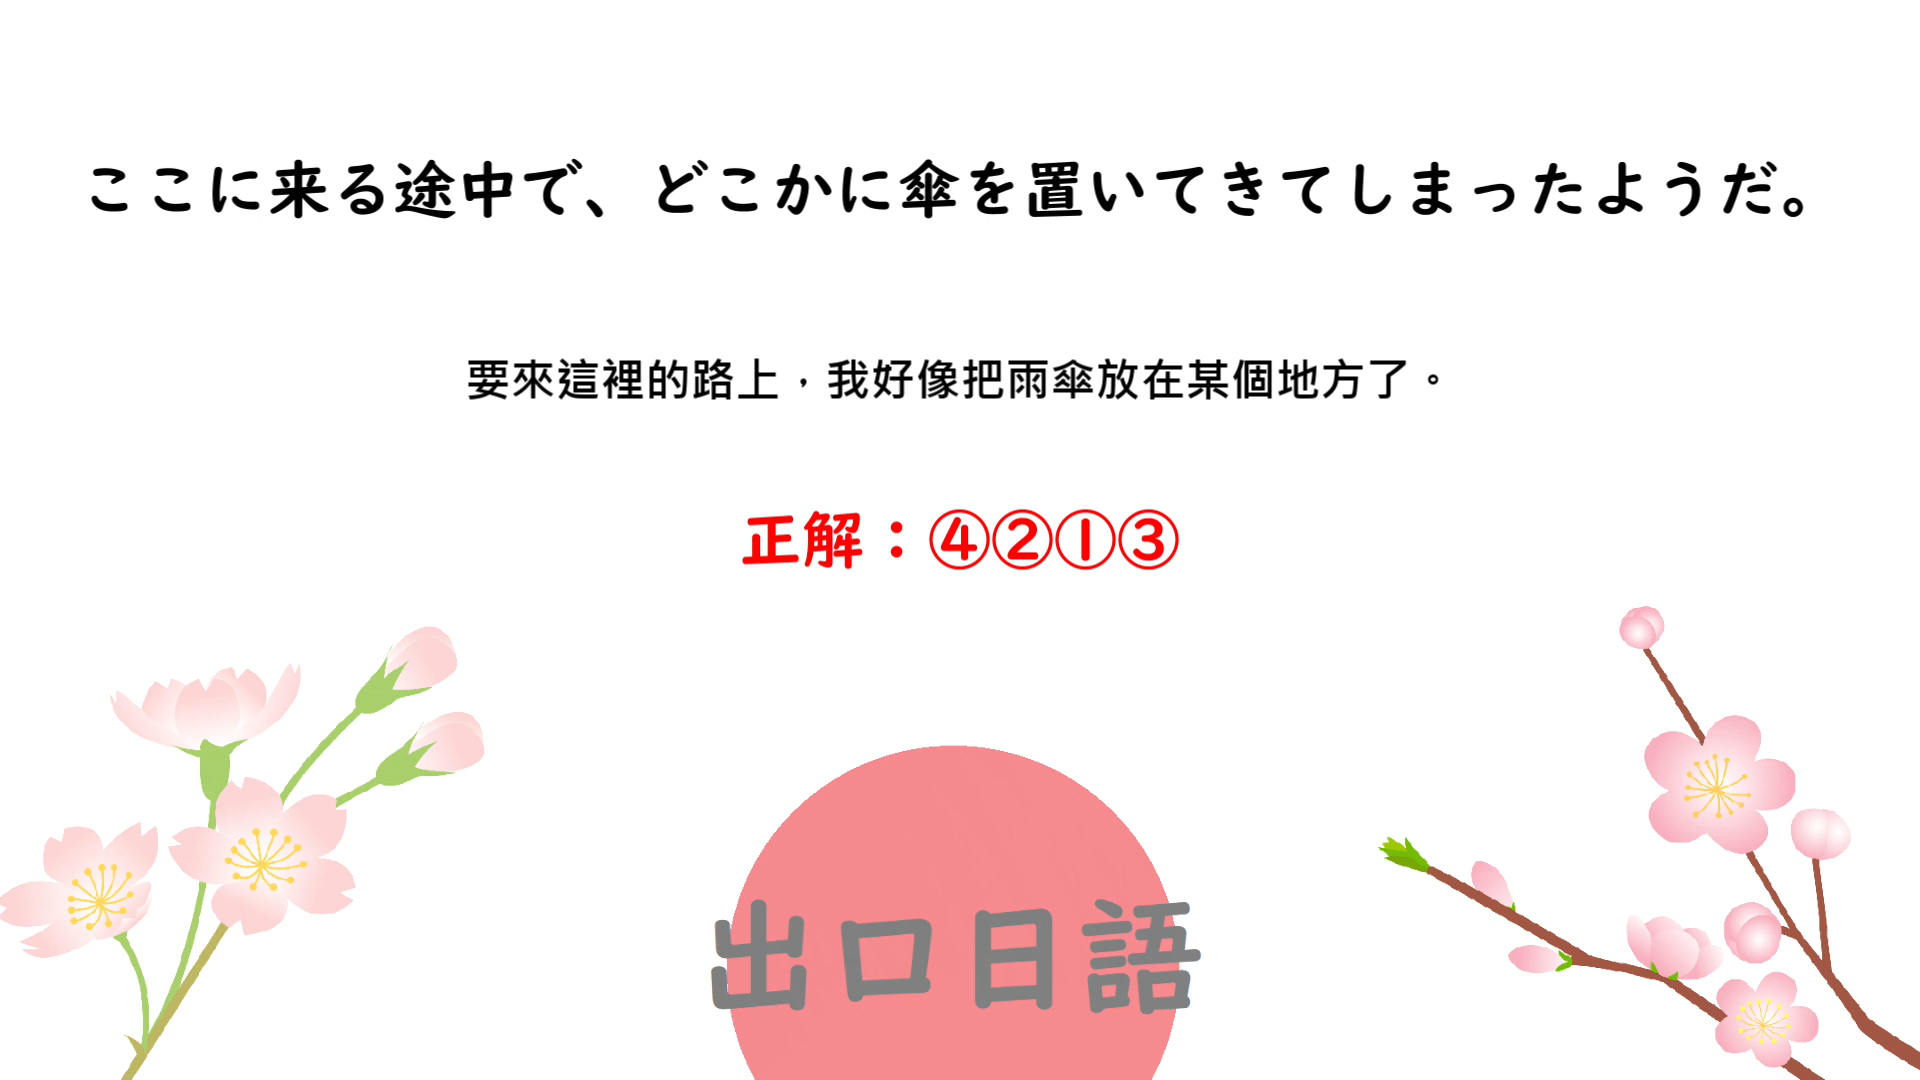 ここに来る途中で、どこかに傘を置いてきてしまったようだ。
要來這裡的路上，我好像把雨傘放在某個地方了。
正解：④②①③
出口日語